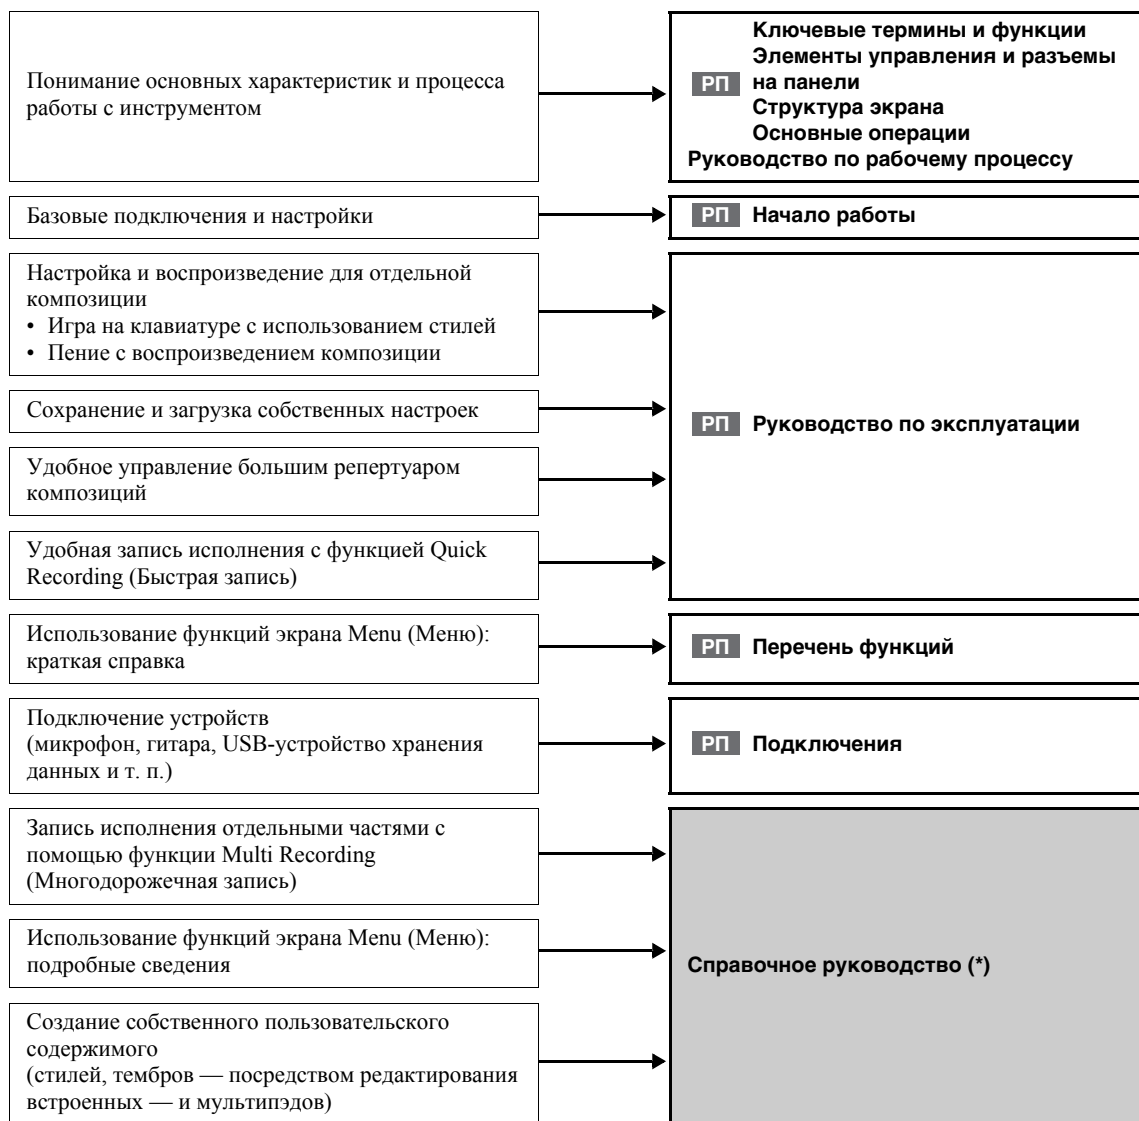 Понимание основных характеристик и процесса
работы с инструментом
Ключевые термины и функции
Элементы управления и разъемы
РП на панели
Структура экрана
Основные операции
Руководство по рабочему процессу
Базовые подключения и настройки
РП Начало работы
Настройка и воспроизведение для отдельной
композиции
• Игра на клавиатуре с использованием стилей
• Пение с воспроизведением композиции
Сохранение и загрузка собственных настроек
Удобное управление большим репертуаром
композиций
Удобная запись исполнения с функцией Quick
Recording (Быстрая запись)
РП Руководство по эксплуатации
Использование функций экрана Menu (Меню):
краткая справка
РП Перечень функций
Подключение устройств
(микрофон, гитара, USB-устройство хранения
данных и т. п.)
РП Подключения
Запись исполнения отдельными частями с
помощью функции Multi Recording
(Многодорожечная запись)
Использование функций экрана Menu (Меню):
подробные сведения
Создание собственного пользовательского
содержимого
(стилей, тембров — посредством редактирования
встроенных — и мультипэдов)
Справочное руководство (*)